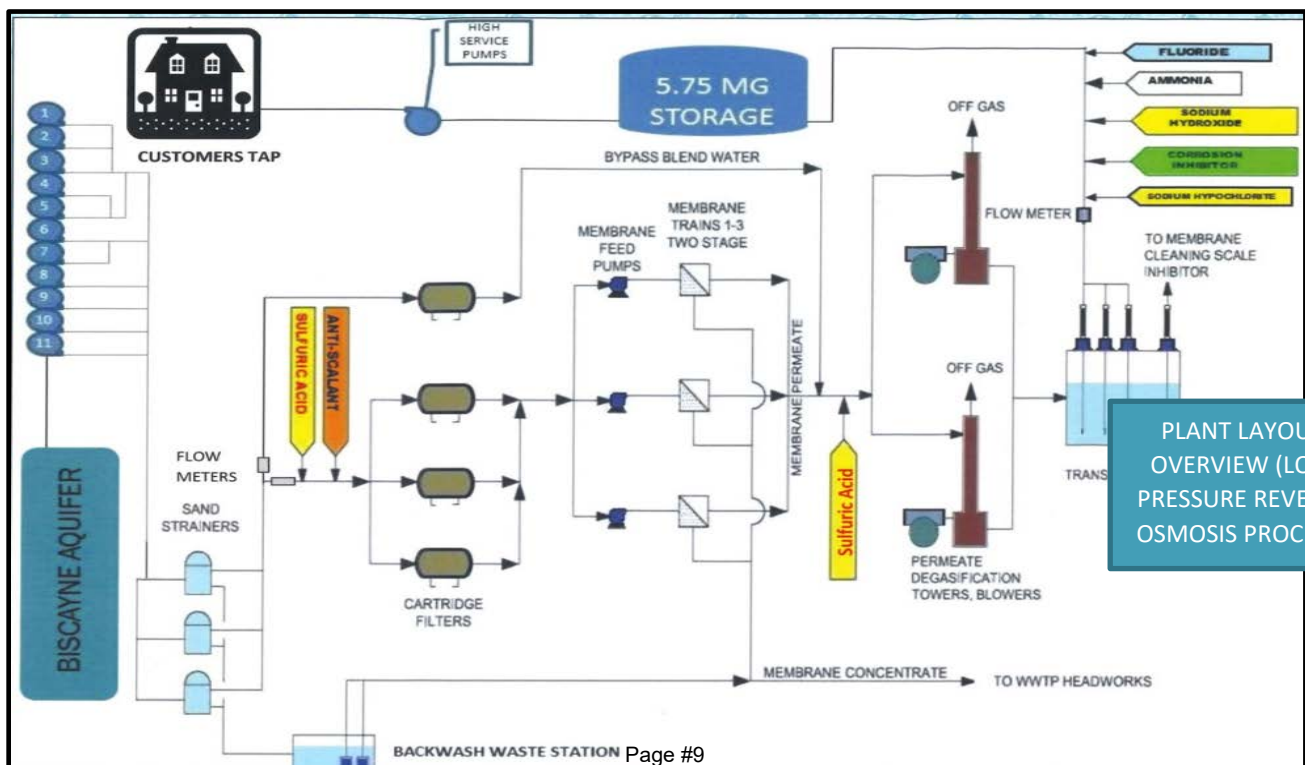 HIGH
SERVICE
PUMPS
5.75 MG
STORAGE
FLUORIDE
AMMONIA
SODIUM
HYDROXIDE
CORROSION
INHIBITOR
SODIUM HYPOCHLORITE
CUSTOMERS TAP
1
2
3
4
5
6
7
8
9
10
11
BYPASS BLEND WATER
OFF GAS
FLOW METER
TO MEMBRANE
CLEANING SCALE
INHIBITOR
MEMBRANE
FEED
PUMPS
MEMBRANE
TRAINS 1-3
TWO STAGE
SULFURIC ACID
ANTI-SCALANT
MEMBRANE PERMEATE
OFF GAS
FLOW
METERS
SAND
STRAINERS
BISCAYNE AQUIFER
CARTRIDGE
FILTERS
Sulfuric Acid
PERMEATE
DEGASIFICATION
TOWERS, BLOWERS
TRANS
PLANT LAYOU
OVERVIEW (LO
PRESSURE REVE
OSMOSIS PROC
MEMBRANE CONCENTRATE
TO WWTP HEADWORKS
BACKWASH WASTE STATION
Page #9